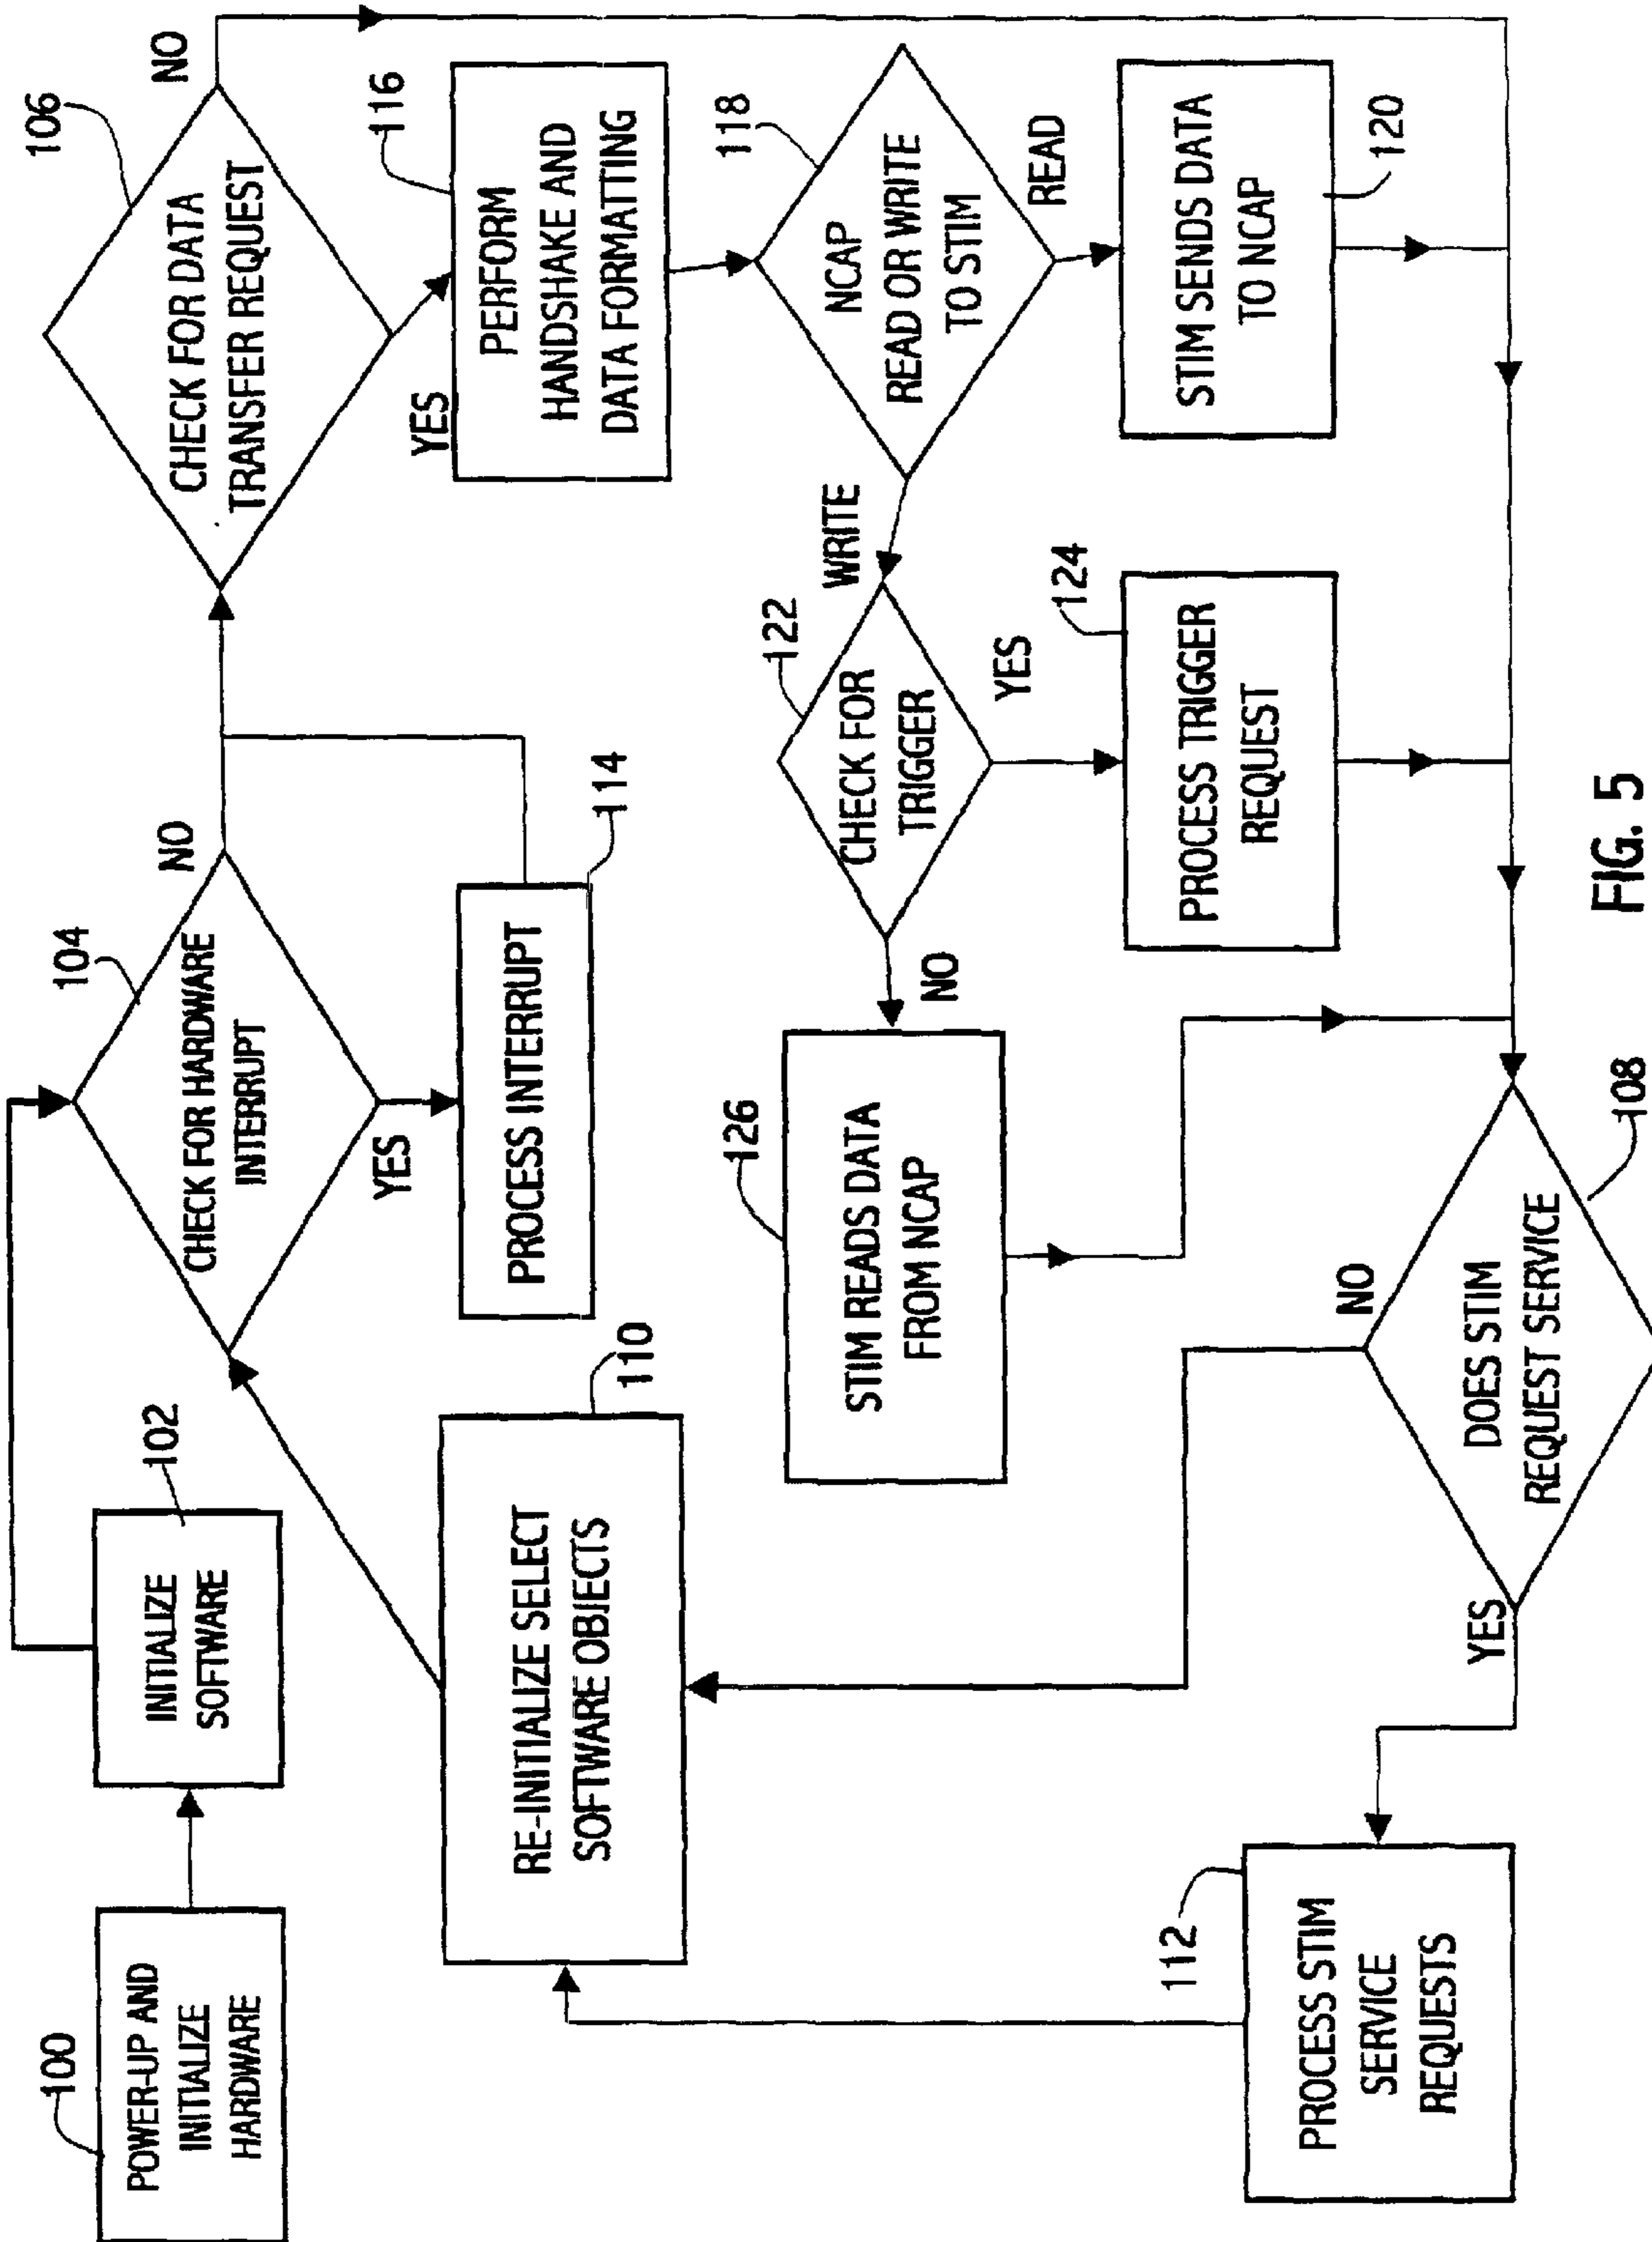 100
POWER-UP AND
INITIALIZE
HARDWARE
102
INITIALIZE
SOFTWARE
104
CHECK FOR HARDWARE
INTERRUPT
NO
YES
PROCESS INTERRUPT
114
106
CHECK FOR DATA
TRANSFER REQUEST
NO
YES
116
PERFORM
HANDSHAKE AND
DATA FORMATTING
118
NCAP
READ OR WRITE
TO STIM
READ
WRITE
STIM SENDS DATA
TO NCAP
120
122
CHECK FOR
TRIGGER
YES
NO
124
PROCESS TRIGGER
REQUEST
126
STIM READS DATA
FROM NCAP
110
RE-INITIALIZE SELECT
SOFTWARE OBJECTS
DOES STIM
REQUEST SERVICE
108
NO
YES
112
PROCESS STIM
SERVICE
REQUESTS
FIG. 5